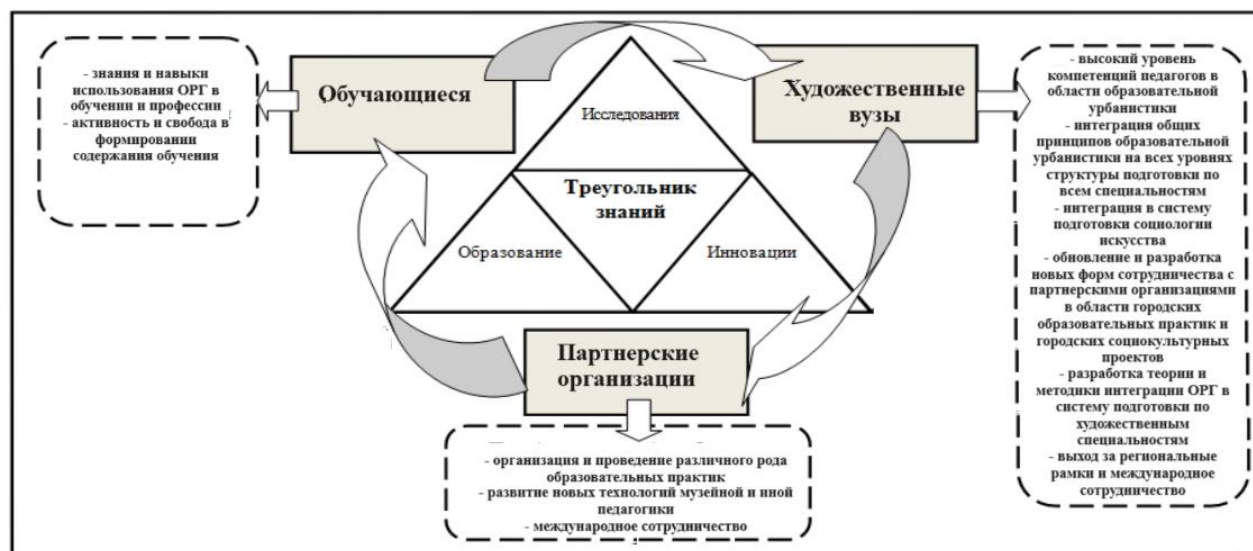 Обучающиеся
- знания и навыки
использования ОРГ в
обучении и профессии
- активность и свобода в
формировании
содержания обучения
Исследования
Треугольник
знаний
Образование
Инновации
Художественные
вузы
- высокий уровень
компетенций педагогов в
области образовательной
урбанистики
- интеграция общих
принципов образовательной
урбанистики на всех уровнях
структуры подготовки по
всем специальностям
- интеграция в систему
подготовки социологии
искусства
- обновление и разработка
новых форм сотрудничества с
партнерскими организациями
в области городских
образовательных практик и
городских социокультурных
проектов
- разработка теории и
методики интеграции ОРГ в
систему подготовки по
художественным
специальностям
- выход за региональные
рамки и международное
сотрудничество
Партнерские
организации
- организация и проведение различного рода
образовательных практик
- развитие новых технологий музейной и иной
педагогики
- международное сотрудничество